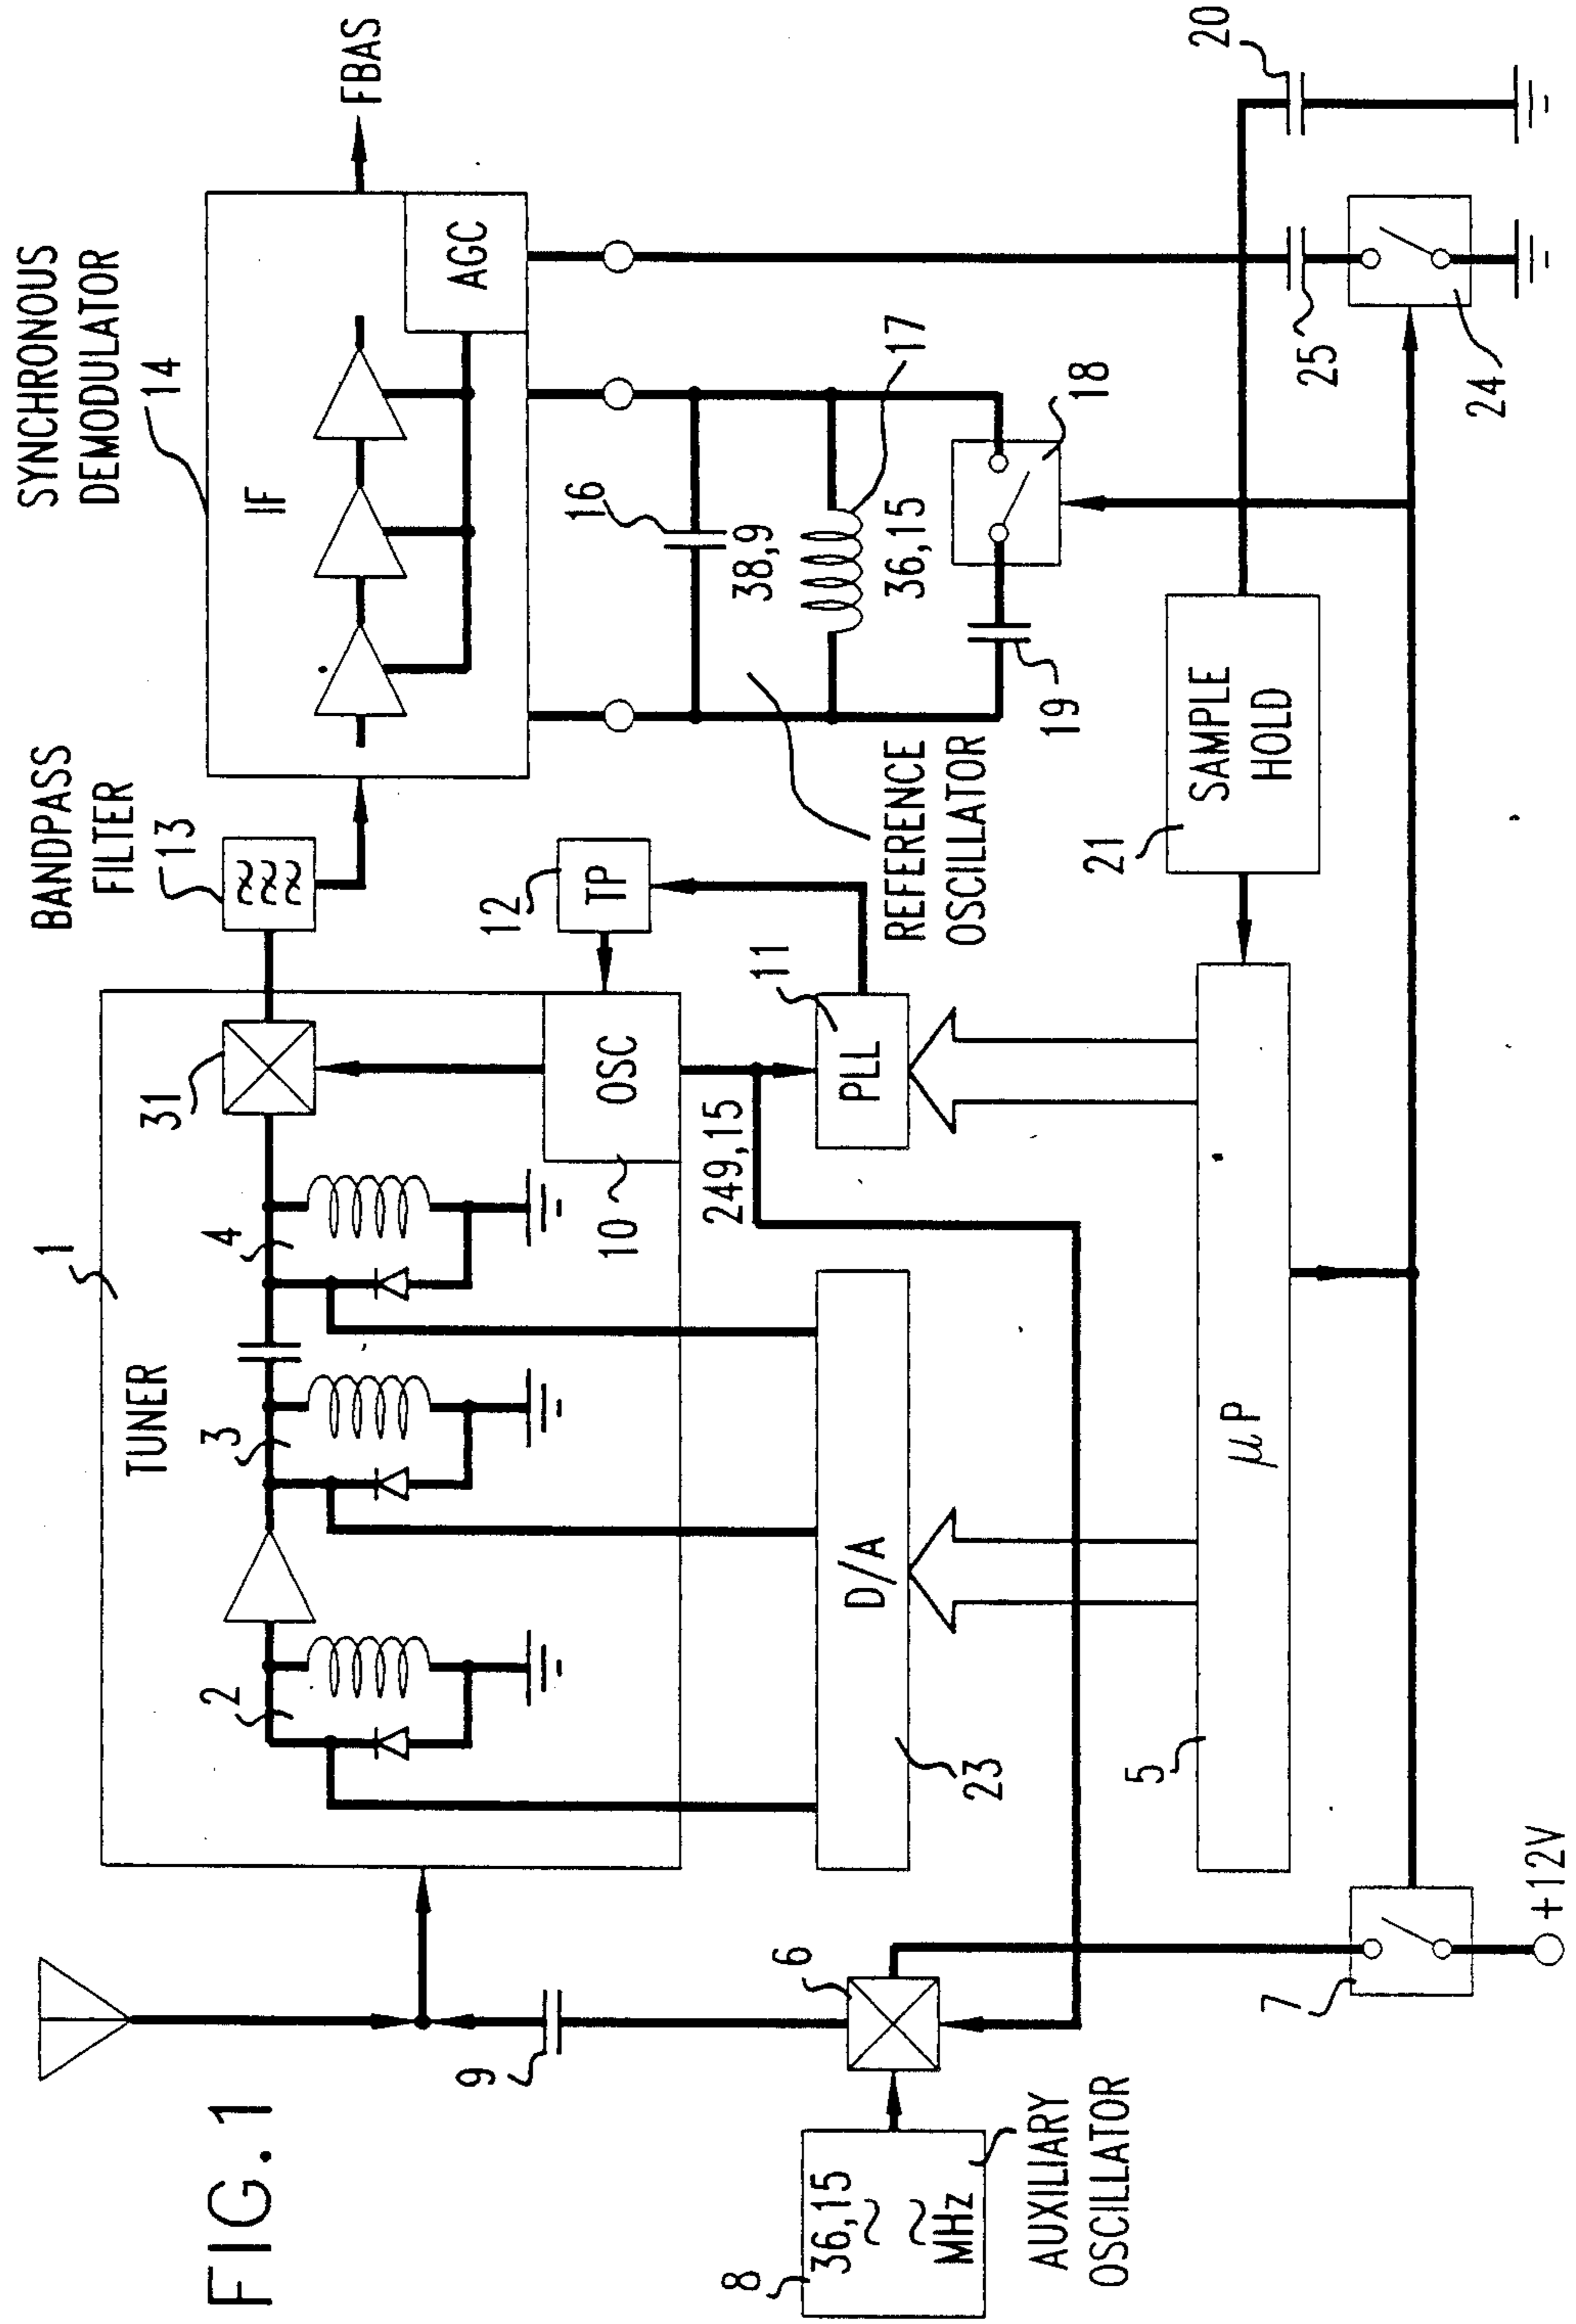 FIG. 1
TUNER
1
2
3
4
31
BANDPASS
FILTER
13
SYNCHRONOUS
DEMODULATOR
14
IF
AGC
FBAS
OSC
10
12
TP
249,15
11
PLL
9
6
8
36,15
MHz
AUXILIARY
OSCILLATOR
D/A
23
5
μP
7
+12V
REFERENCE
OSCILLATOR
16
38,9
17
36,15
18
19
21
SAMPLE
HOLD
20
25
24